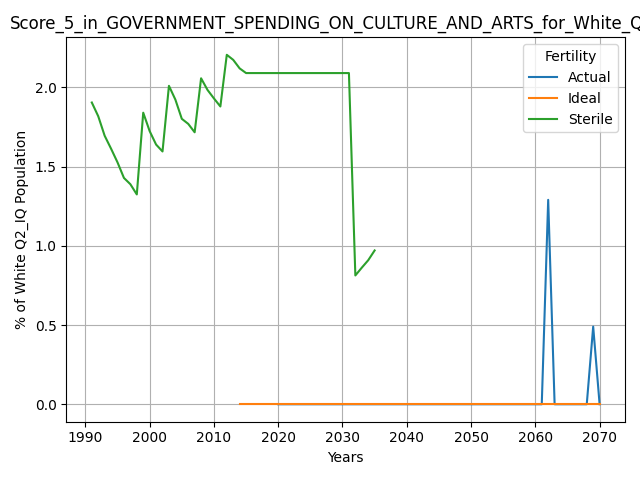 Score_5_in_GOVERNMENT_SPENDING_ON_CULTURE_AND_ARTS_for_White_Q
Fertility
Actual
Ideal
Sterile
% of White Q2_IQ Population
2.0
1.5
1.0
0.5
0.0
1990 2000 2010 2020 2030 2040 2050 2060 2070
Years